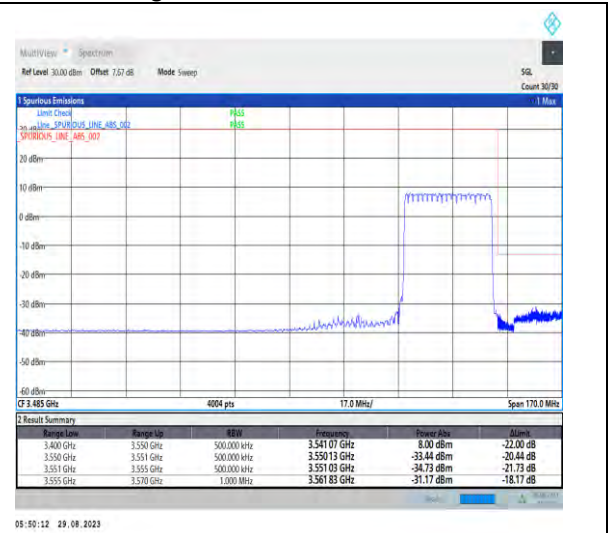 MultiView Spectrum
Ref Level 30.00 dBm Offset 7.67 dB Mode Sweep SGL
Count 30/30
1 Spurious Emissions 1 Max
Limit Check PASS
Line _SPURIOUS_LINE_ABS_002 PASS
_SPURIOUS_LINE_ABS_002
20 dBm
10 dBm
0 dBm
-10 dBm
-20 dBm
-30 dBm
-40 dBm
-50 dBm
-60 dBm
CF 3.485 GHz 4004 pts 17.0 MHz/ Span 170.0 MHz
2 Result Summary
Range Low Range Up RBW Frequency Power Abs ΔLimit
3.400 GHz 3.550 GHz 500.000 kHz 3.541 07 GHz 8.00 dBm -22.00 dB
3.550 GHz 3.551 GHz 500.000 kHz 3.550 13 GHz -33.44 dBm -20.44 dB
3.551 GHz 3.555 GHz 500.000 kHz 3.551 03 GHz -34.73 dBm -21.73 dB
3.555 GHz 3.570 GHz 1.000 MHz 3.561 83 GHz -31.17 dBm -18.17 dB
05:50:12 29.08.2023